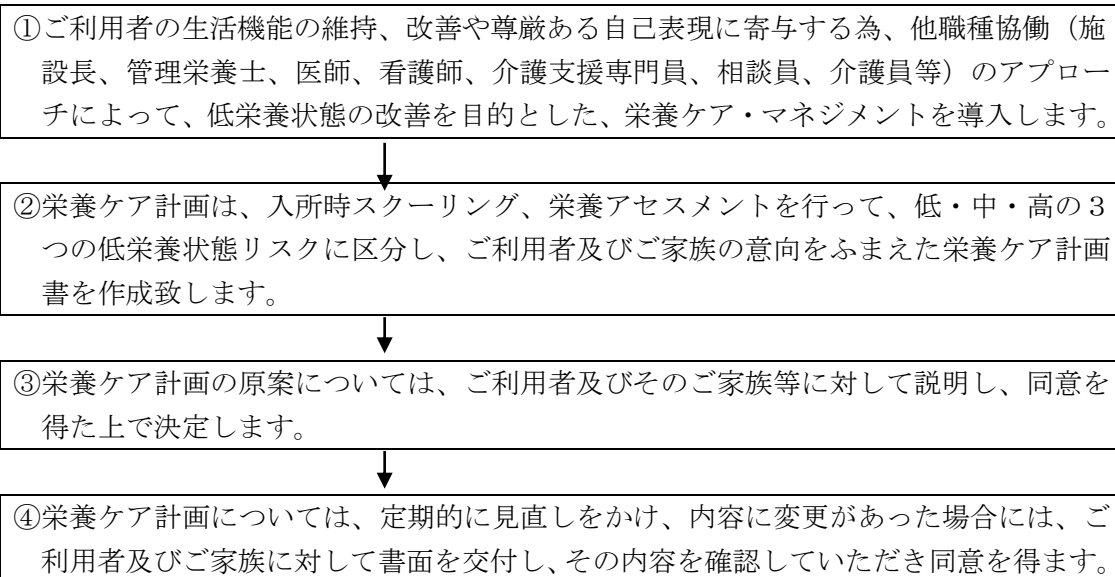 ①ご利用者の生活機能の維持、改善や尊厳ある自己表現に寄与する為、他職種協働（施
設長、管理栄養士、医師、看護師、介護支援専門員、相談員、介護員等）のアプロー
チによって、低栄養状態の改善を目的とした、栄養ケア・マネジメントを導入します。
②栄養ケア計画は、入所時スクーリング、栄養アセスメントを行って、低・中・高の３
つの低栄養状態リスクに区分し、ご利用者及びご家族の意向をふまえた栄養ケア計画
書を作成致します。
③栄養ケア計画の原案については、ご利用者及びそのご家族等に対して説明し、同意を
得た上で決定します。
④栄養ケア計画については、定期的に見直しをかけ、内容に変更があった場合には、ご
利用者及びご家族に対して書面を交付し、その内容を確認していただき同意を得ます。